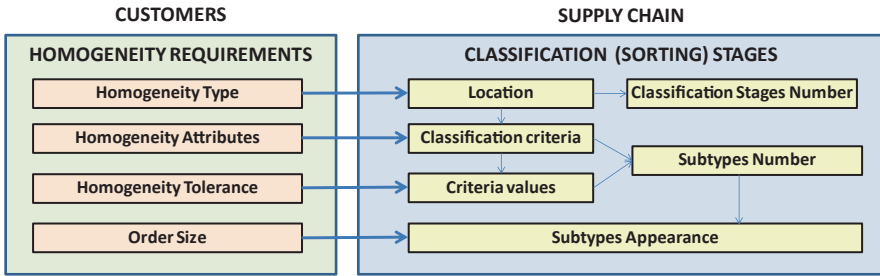 CUSTOMERS
SUPPLY CHAIN
HOMOGENEITY REQUIREMENTS
CLASSIFICATION (SORTING) STAGES
Homogeneity Type
Location
Classification Stages Number
Homogeneity Attributes
Classification criteria
Subtypes Number
Homogeneity Tolerance
Criteria values
Order Size
Subtypes Appearance